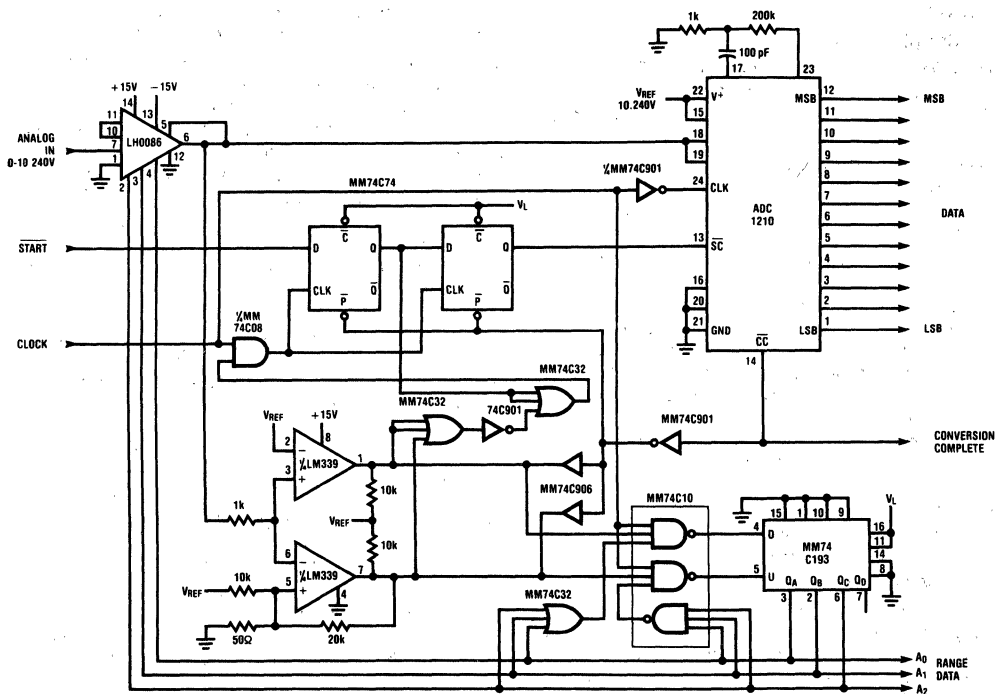 1k
200k
100 pF
17
23
+15V
-15V
14
13
11
10
5
6
ANALOG
IN
0-10 240V
7
LH0086
1
12
2
3
4
VREF
10.240V
22
V+
15
MSB
12
MSB
11
18
10
19
9
¼MM74C901
24
CLK
8
MM74C74
VL
ADC
1210
7
DATA
6
START
D
C
Q
D
C
Q
13
SC
5
4
CLK
Q
CLK
Q
16
3
P
P
20
2
¼MM
74C08
21
GND
LSB
1
LSB
CLOCK
CC
14
MM74C32
MM74C32
74C901
VREF
+15V
MM74C901
CONVERSION
COMPLETE
2
8
¼LM339
1
3
10k
MM74C906
MM74C10
1k
VREF
15
1
10
9
VL
10k
4
D
16
MM74
C193
11
6
14
10k
¼LM339
7
5
U
8
VREF
5
4
MM74C32
QA
QB
QC
QD
3
2
6
7
50Ω
20k
A0
RANGE
A1
DATA
A2